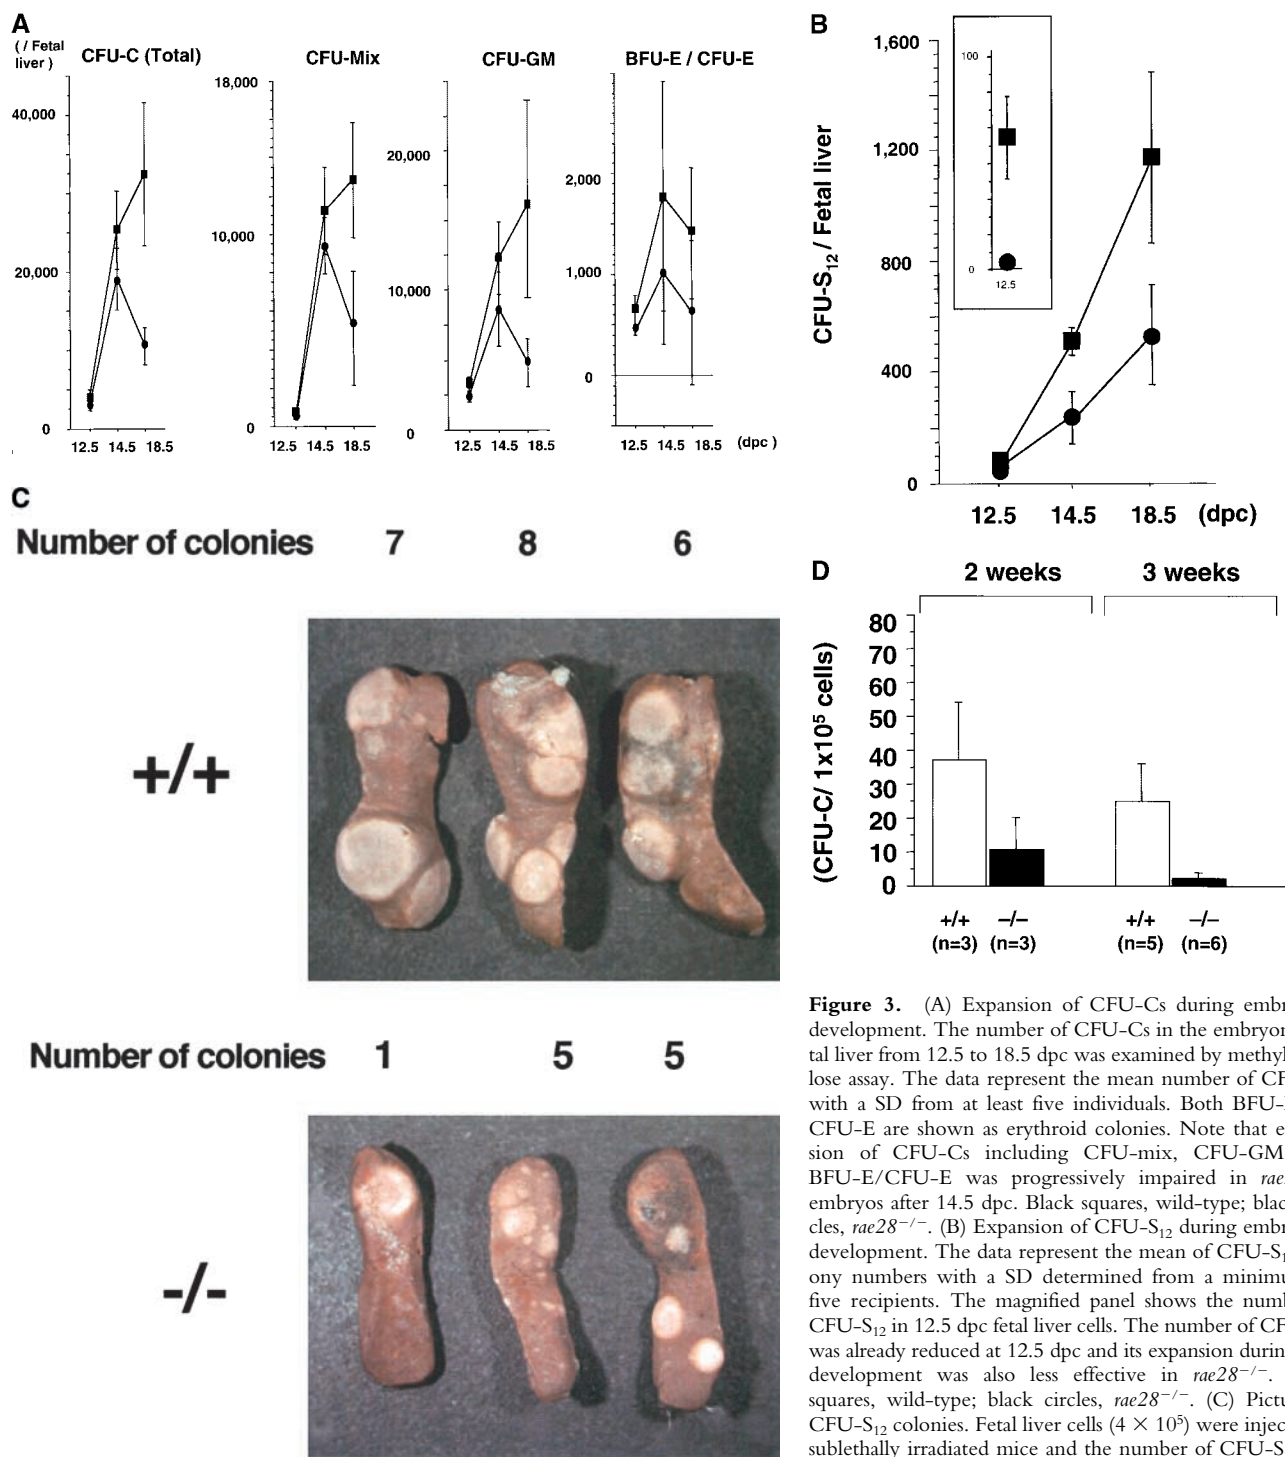 A
( / Fetal
liver )
CFU-C (Total)
CFU-Mix
CFU-GM
BFU-E / CFU-E
40,000
20,000
0
18,000
10,000
0
20,000
10,000
0
2,000
1,000
0
12.5 14.5 18.5
12.5 14.5 18.5
12.5 14.5 18.5
12.5 14.5 18.5 (dpc)
B
CFU-S12 / Fetal liver
1,600
1,200
800
400
0
100
0
12.5
12.5 14.5 18.5 (dpc)
C
Number of colonies 7 8 6
+/+
Number of colonies 1 5 5
-/-
D
2 weeks 3 weeks
(CFU-C/ 1x10⁵ cells)
80
70
60
50
40
30
20
10
0
+/+ –/– +/+ –/–
(n=3) (n=3) (n=5) (n=6)
Figure 3. (A) Expansion of CFU-Cs during embr
development. The number of CFU-Cs in the embryon
tal liver from 12.5 to 18.5 dpc was examined by methyl
lose assay. The data represent the mean number of CF
with a SD from at least five individuals. Both BFU-
CFU-E are shown as erythroid colonies. Note that e
sion of CFU-Cs including CFU-mix, CFU-GM
BFU-E/CFU-E was progressively impaired in rae
embryos after 14.5 dpc. Black squares, wild-type; blac
cles, rae28−/−. (B) Expansion of CFU-S12 during embr
development. The data represent the mean of CFU-S1
ony numbers with a SD determined from a minimu
five recipients. The magnified panel shows the numb
CFU-S12 in 12.5 dpc fetal liver cells. The number of CF
was already reduced at 12.5 dpc and its expansion durin
development was also less effective in rae28−/−.
squares, wild-type; black circles, rae28−/−. (C) Pictu
CFU-S12 colonies. Fetal liver cells (4 × 10⁵) were injec
sublethally irradiated mice and the number of CFU-S